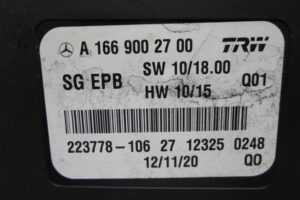 A 166 900 27 00 TRW
SG EPB SW 10/18.00 Q01
HW 10/15
223778-106 27 12325 0248
12/11/20 QO